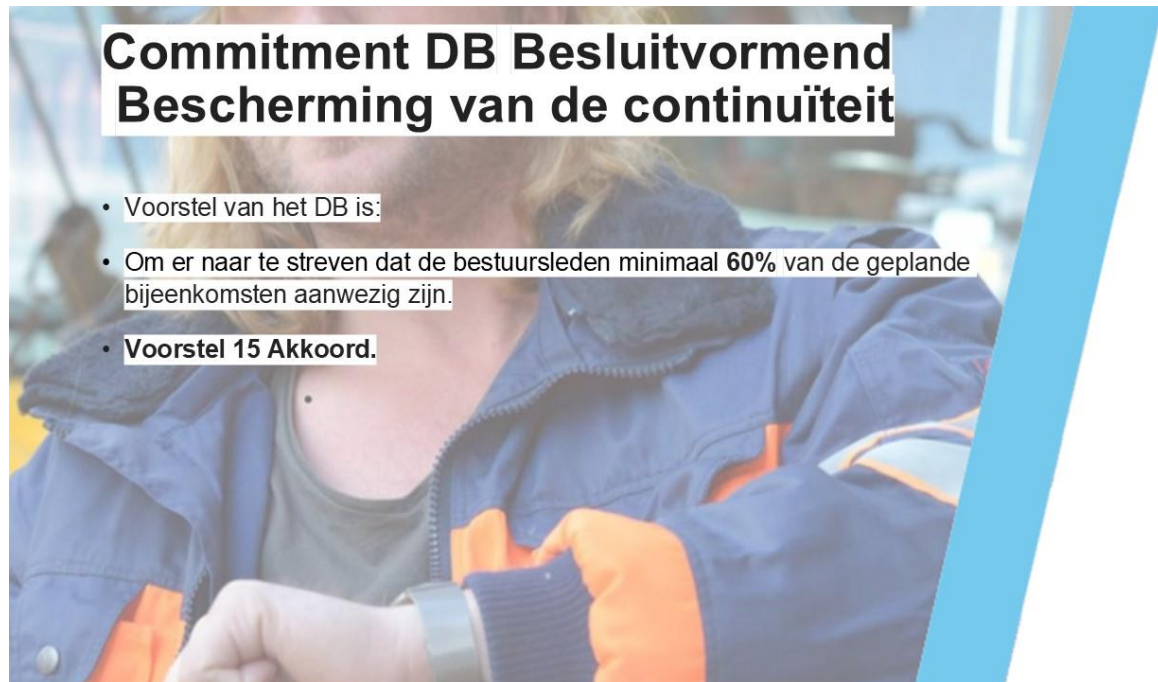 Commitment DB Besluitvormend
Bescherming van de continuïteit
• Voorstel van het DB is:
• Om er naar te streven dat de bestuursleden minimaal 60% van de geplande
bijeenkomsten aanwezig zijn.
• Voorstel 15 Akkoord.